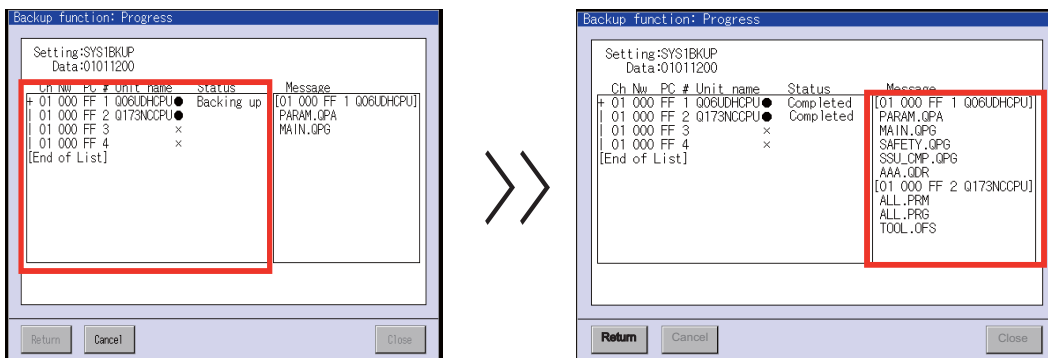 Backup function: Progress
Setting:SYS1BKUP
Data:01011200
Ch Nw PC # Unit name Status Message
+ 01 000 FF 1 Q06UDHCPU● Backing up [01 000 FF 1 Q06UDHCPU]
| 01 000 FF 2 Q173NCCPU● PARAM.QPA
| 01 000 FF 3 × MAIN.QPG
| 01 000 FF 4 ×
[End of List]
Return Cancel Close
Backup function: Progress
Setting:SYS1BKUP
Data:01011200
Ch Nw PC # Unit name Status Message
+ 01 000 FF 1 Q06UDHCPU● Completed [01 000 FF 1 Q06UDHCPU]
| 01 000 FF 2 Q173NCCPU● Completed PARAM.QPA
| 01 000 FF 3 × MAIN.QPG
| 01 000 FF 4 × SAFETY.QPG
[End of List] SSU_CMP.QPG
AAA.QDR
[01 000 FF 2 Q173NCCPU]
ALL.PRM
ALL.PRG
TOOL.OFS
Return Cancel Close